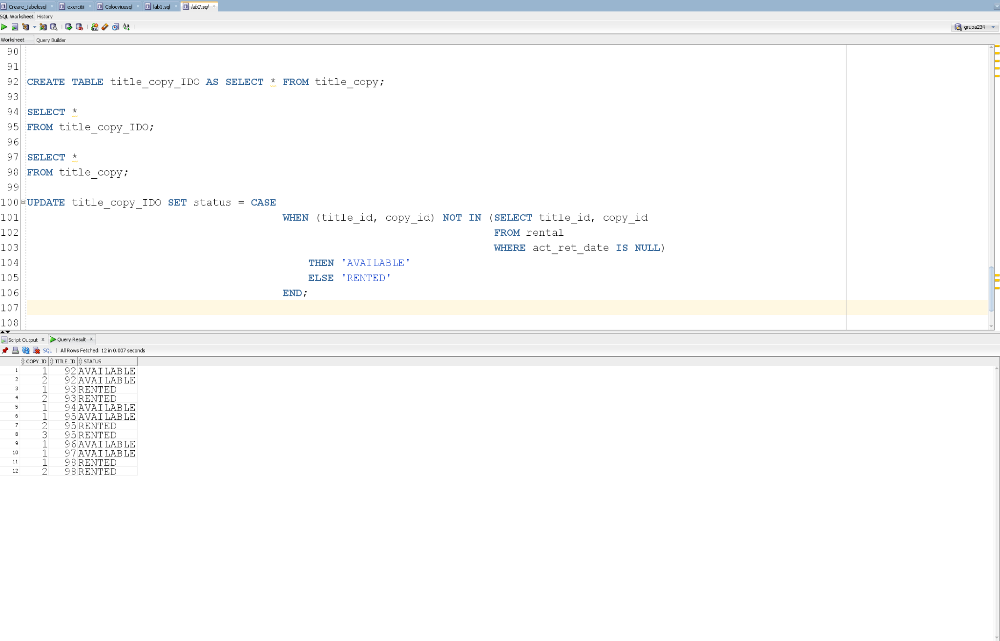 Creare_tabelesql × exercitii × Colocviuusql × lab1.sql × lab2.sql ×
SQL Worksheet History
grupa234
Worksheet Query Builder
90
91
92 CREATE TABLE title_copy_IDO AS SELECT * FROM title_copy;
93
94 SELECT *
95 FROM title_copy_IDO;
96
97 SELECT *
98 FROM title_copy;
99
100 UPDATE title_copy_IDO SET status = CASE
101 WHEN (title_id, copy_id) NOT IN (SELECT title_id, copy_id
102 FROM rental
103 WHERE act_ret_date IS NULL)
104 THEN 'AVAILABLE'
105 ELSE 'RENTED'
106 END;
107
108
Script Output × Query Result ×
SQL | All Rows Fetched: 12 in 0.007 seconds
COPY_ID TITLE_ID STATUS
1 1 92 AVAILABLE
2 2 92 AVAILABLE
3 1 93 RENTED
4 2 93 RENTED
5 1 94 AVAILABLE
6 1 95 AVAILABLE
7 2 95 RENTED
8 3 95 RENTED
9 1 96 AVAILABLE
10 1 97 AVAILABLE
11 1 98 RENTED
12 2 98 RENTED